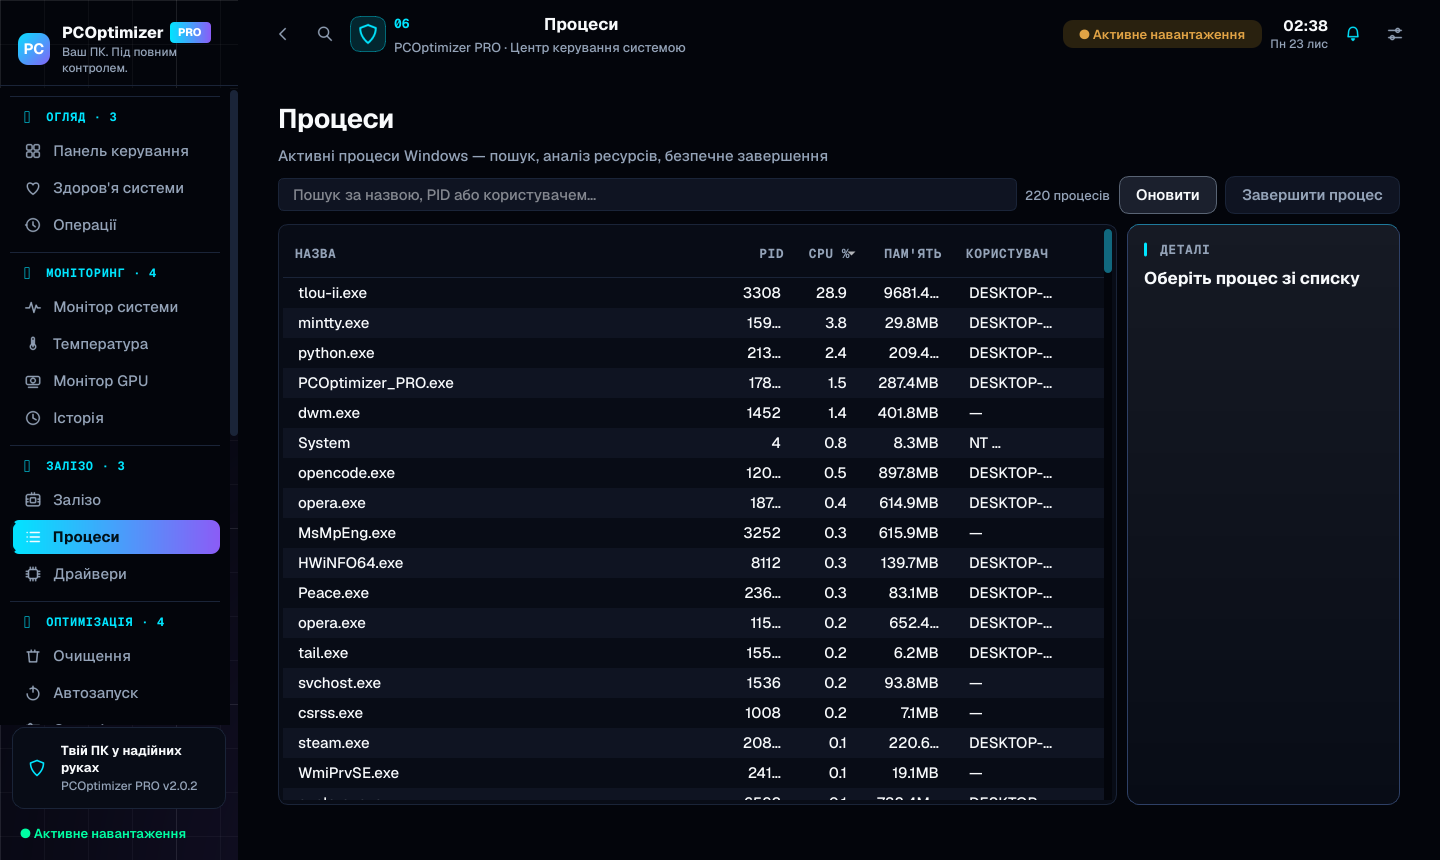 PC
PCOptimizer PRO
Ваш ПК. Під повним
контролем.
ОГЛЯД · 3
Панель керування
Здоров'я системи
Операції
МОНІТОРИНГ · 4
Монітор системи
Температура
Монітор GPU
Історія
ЗАЛІЗО · 3
Залізо
Процеси
Драйвери
ОПТИМІЗАЦІЯ · 4
Очищення
Автозапуск
Твій ПК у надійних
руках
PCOptimizer PRO v2.0.2
Активне навантаження
06
Процеси
PCOptimizer PRO · Центр керування системою
Активне навантаження
02:38
Пн 23 лис
Процеси
Активні процеси Windows — пошук, аналіз ресурсів, безпечне завершення
Пошук за назвою, PID або користувачем...
220 процесів
Оновити
Завершити процес
НАЗВА PID CPU % ПАМ'ЯТЬ КОРИСТУВАЧ
tlou-ii.exe 3308 28.9 9681.4... DESKTOP-...
mintty.exe 159... 3.8 29.8MB DESKTOP-...
python.exe 213... 2.4 209.4... DESKTOP-...
PCOptimizer_PRO.exe 178... 1.5 287.4MB DESKTOP-...
dwm.exe 1452 1.4 401.8MB —
System 4 0.8 8.3MB NT ...
opencode.exe 120... 0.5 897.8MB DESKTOP-...
opera.exe 187... 0.4 614.9MB DESKTOP-...
MsMpEng.exe 3252 0.3 615.9MB —
HWiNFO64.exe 8112 0.3 139.7MB DESKTOP-...
Peace.exe 236... 0.3 83.1MB DESKTOP-...
opera.exe 115... 0.2 652.4... DESKTOP-...
tail.exe 155... 0.2 6.2MB DESKTOP-...
svchost.exe 1536 0.2 93.8MB —
csrss.exe 1008 0.2 7.1MB —
steam.exe 208... 0.1 220.6... DESKTOP-...
WmiPrvSE.exe 241... 0.1 19.1MB —
ДЕТАЛІ
Оберіть процес зі списку